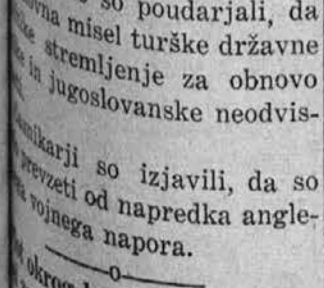 so poudarjali, da
misel turške državne
stremljenje za obnovo
in jugoslovanske neodvis-
so izjavili, da so
prevzeti od napredka angle-
vojnega napora.
—o—
okrog